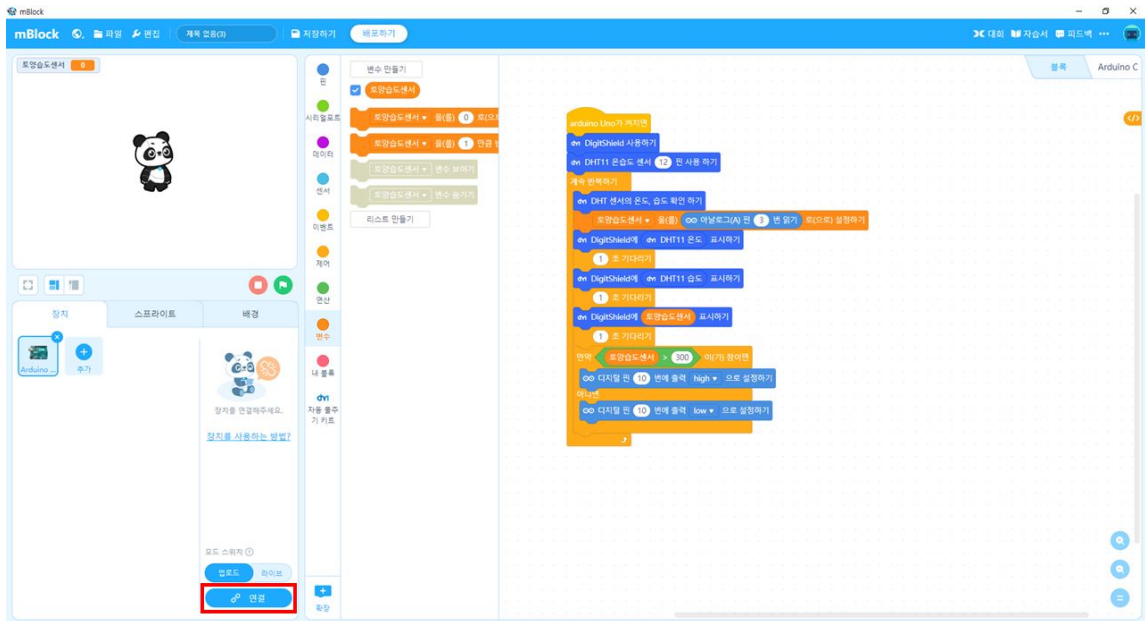 mBlock
mBlock 파일 편집 제목 없음(3) 저장하기 배포하기 대회 자습서 피드백 ···
토양습도센서 0
장치 스프라이트 배경
Arduino ... 추가
장치를 연결해주세요.
장치를 사용하는 방법?
모드 스위치
업로드 라이브
연결
핀
시리얼포트
데이터
센서
이벤트
제어
연산
변수
내 블록
자동 물주
기 키트
확장
변수 만들기
토양습도센서
토양습도센서 을(를) 0 로(으
토양습도센서 을(를) 1 만큼
토양습도센서 변수 보이기
토양습도센서 변수 숨기기
리스트 만들기
블록 Arduino C
arduino Uno가 켜지면
DigitShield 사용하기
DHT11 온습도 센서 12 핀 사용 하기
계속 반복하기
DHT 센서의 온도, 습도 확인 하기
토양습도센서 을(를) 아날로그(A) 핀 3 번 읽기 로(으로) 설정하기
DigitShield에 DHT11 온도 표시하기
1 초 기다리기
DigitShield에 DHT11 습도 표시하기
1 초 기다리기
DigitShield에 토양습도센서 표시하기
1 초 기다리기
만약 토양습도센서 > 300 이(가) 참이면
디지털 핀 10 번에 출력 high 으로 설정하기
아니면
디지털 핀 10 번에 출력 low 으로 설정하기